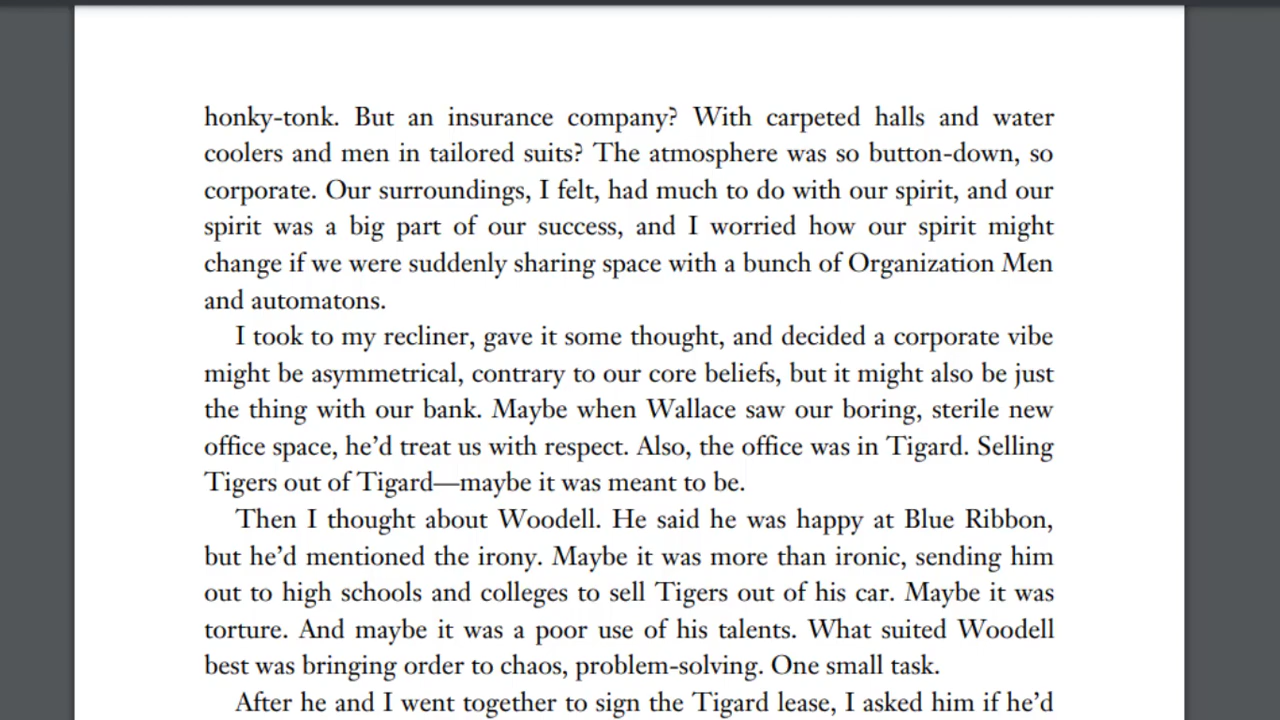 honky-tonk. But an insurance company? With carpeted halls and water
coolers and men in tailored suits? The atmosphere was so button-down, so
corporate. Our surroundings, I felt, had much to do with our spirit, and our
spirit was a big part of our success, and I worried how our spirit might
change if we were suddenly sharing space with a bunch of Organization Men
and automatons.
I took to my recliner, gave it some thought, and decided a corporate vibe
might be asymmetrical, contrary to our core beliefs, but it might also be just
the thing with our bank. Maybe when Wallace saw our boring, sterile new
office space, he’d treat us with respect. Also, the office was in Tigard. Selling
Tigers out of Tigard—maybe it was meant to be.
Then I thought about Woodell. He said he was happy at Blue Ribbon,
but he’d mentioned the irony. Maybe it was more than ironic, sending him
out to high schools and colleges to sell Tigers out of his car. Maybe it was
torture. And maybe it was a poor use of his talents. What suited Woodell
best was bringing order to chaos, problem-solving. One small task.
After he and I went together to sign the Tigard lease, I asked him if he’d